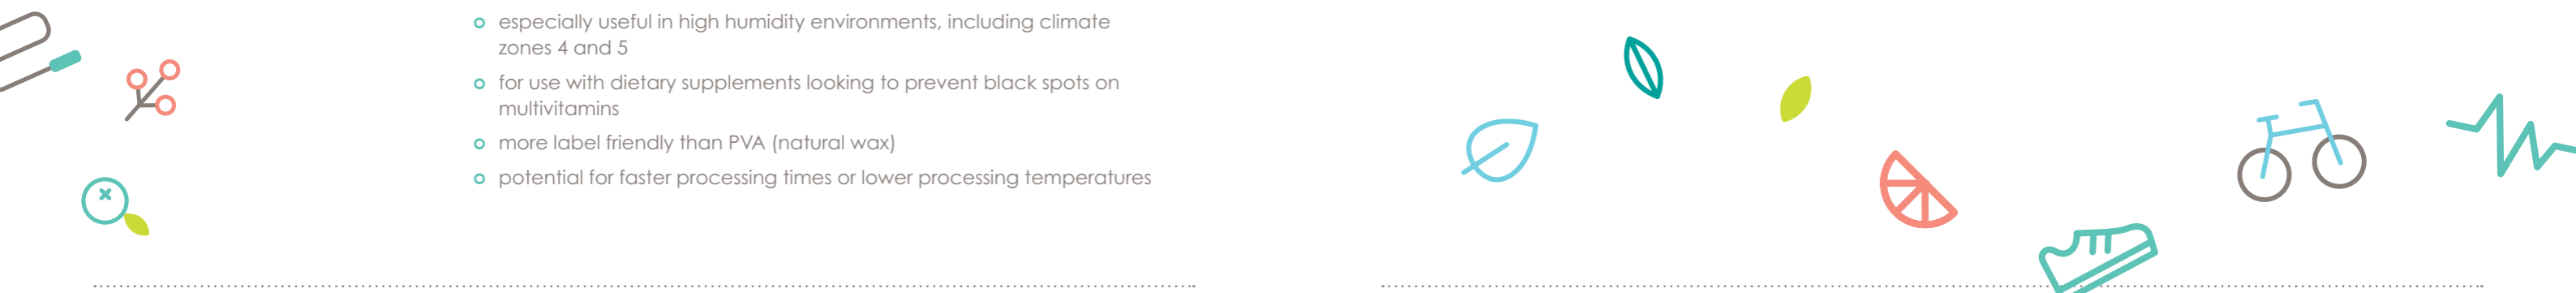 especially useful in high humidity environments, including climate
zones 4 and 5
for use with dietary supplements looking to prevent black spots on
multivitamins
more label friendly than PVA (natural wax)
potential for faster processing times or lower processing temperatures